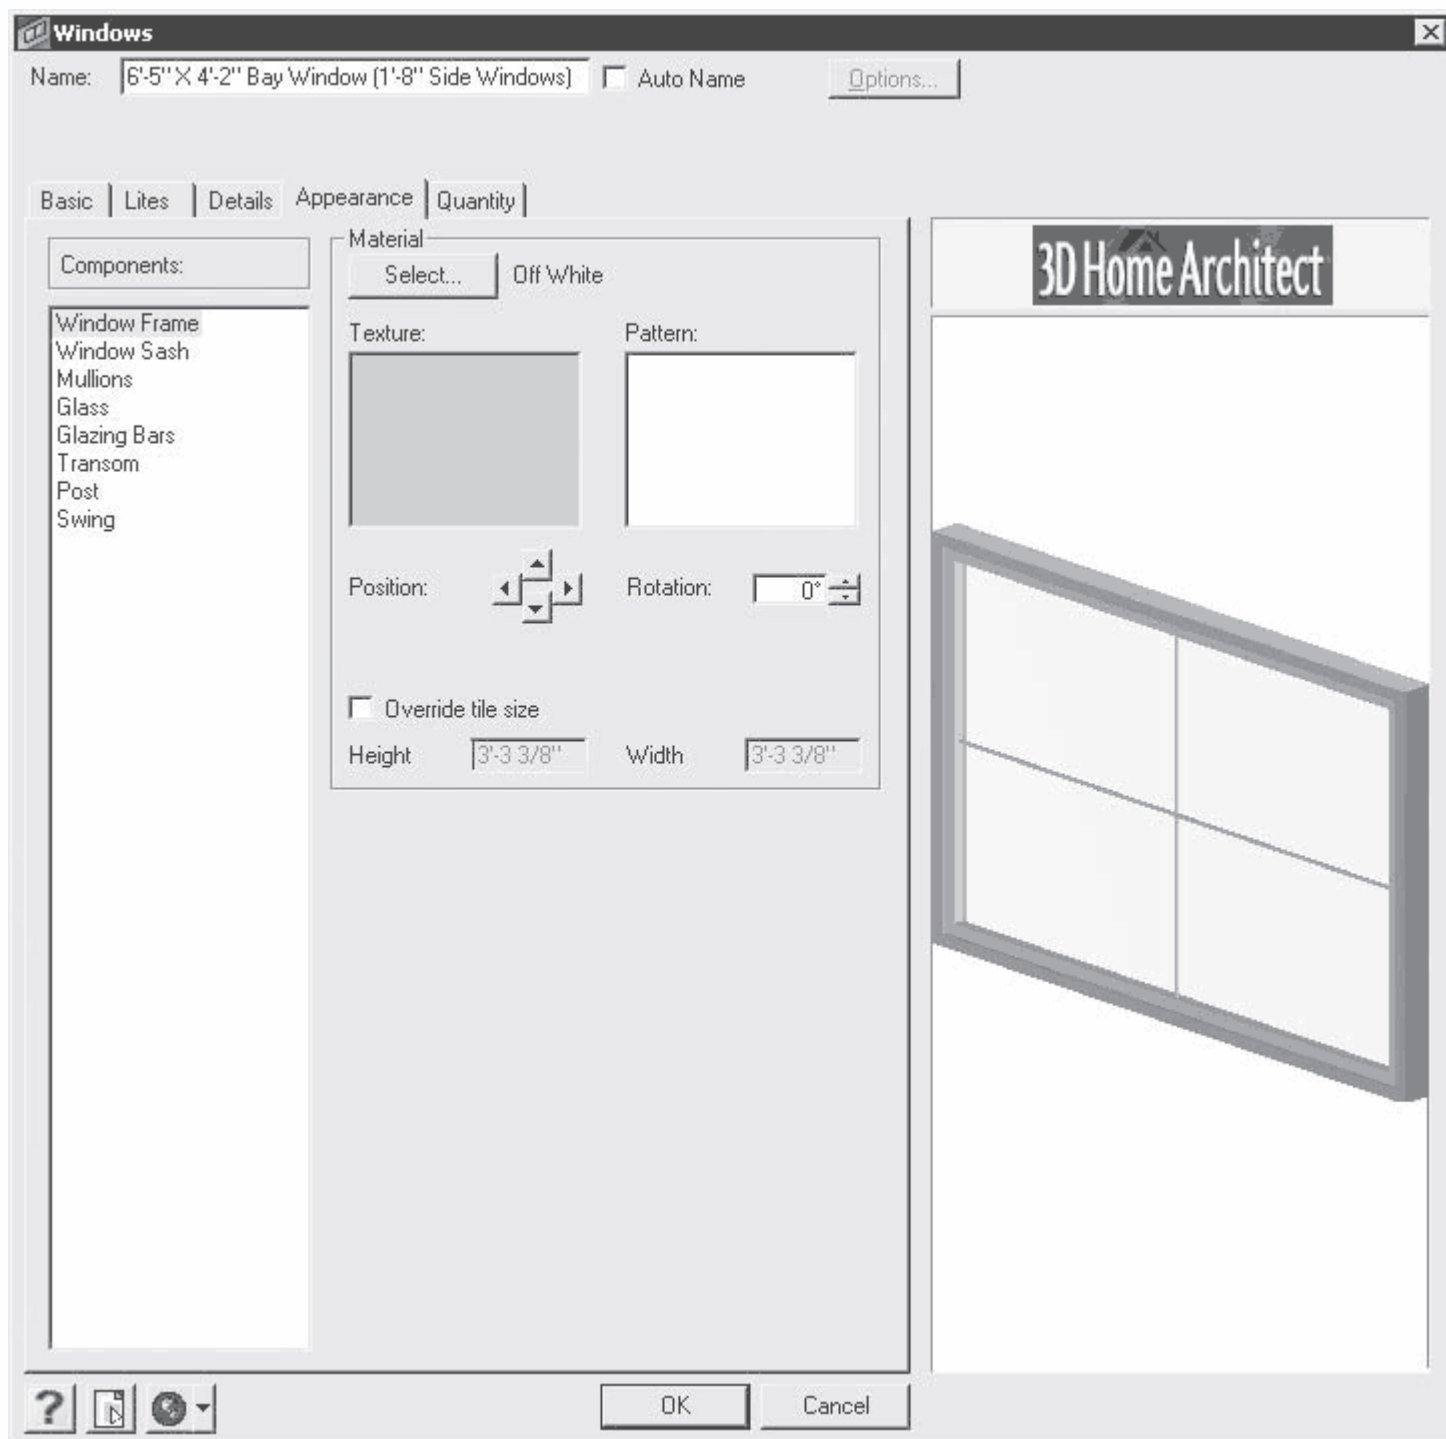 Windows
Name: 6'-5" X 4'-2" Bay Window (1'-8" Side Windows) Auto Name Options...
Basic Lites Details Appearance Quantity
Components:
Window Frame
Window Sash
Mullions
Glass
Glazing Bars
Transom
Post
Swing
Material
Select... Off White
Texture: Pattern:
Position: Rotation: 0°
Override tile size
Height 3'-3 3/8" Width 3'-3 3/8"
3D Home Architect
OK Cancel